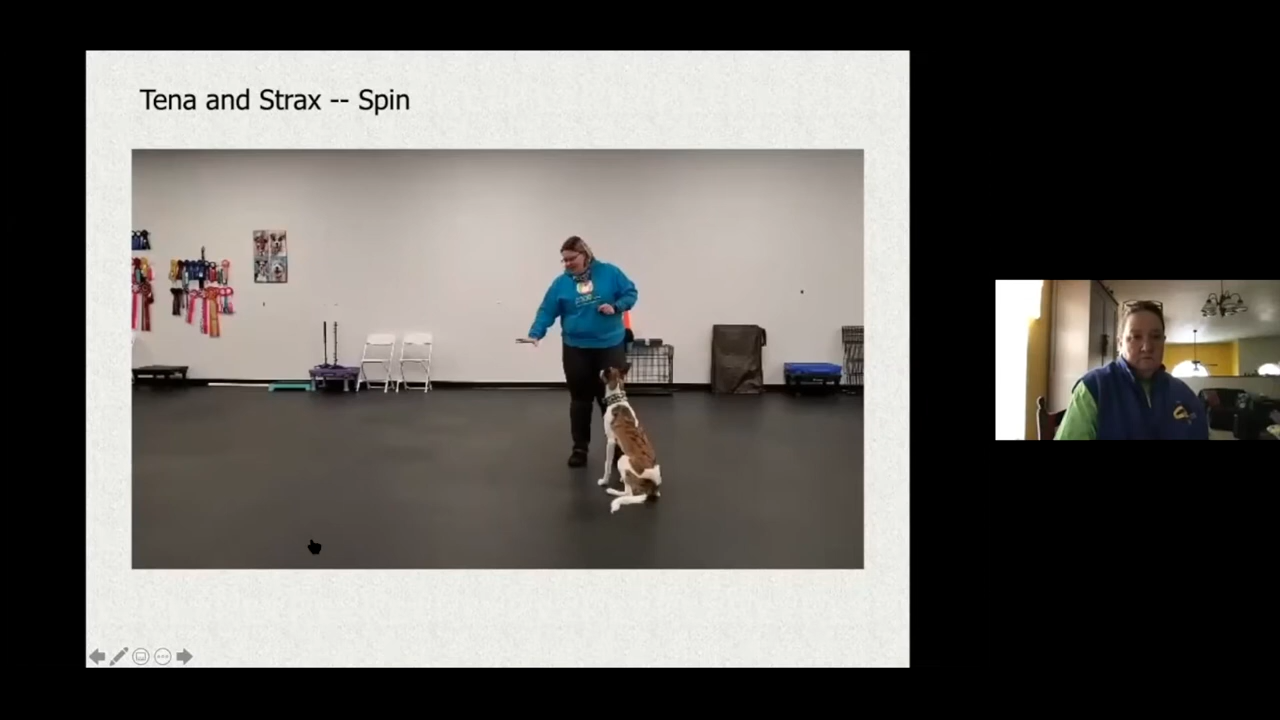 Tena and Strax -- Spin